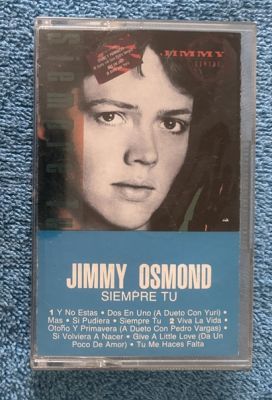 siempre tu
JIMMY
JIMMY OSMOND
SIEMPRE TU
1 Y No Estas • Dos En Uno (A Dueto Con Yuri) •
Mas • Si Pudiera • Siempre Tu 2 Viva La Vida •
Otoño Y Primavera (A Dueto Con Pedro Vargas) •
Si Volviera A Nacer • Give A Little Love (Da Un
Poco De Amor) • Tu Me Haces Falta